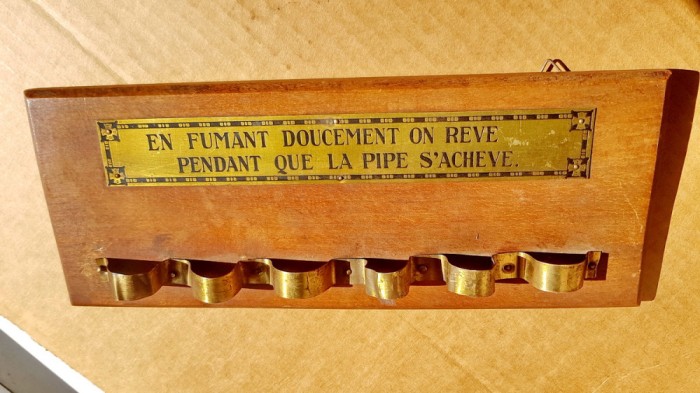 EN FUMANT DOUCEMENT ON REVE
PENDANT QUE LA PIPE S'ACHEVE.